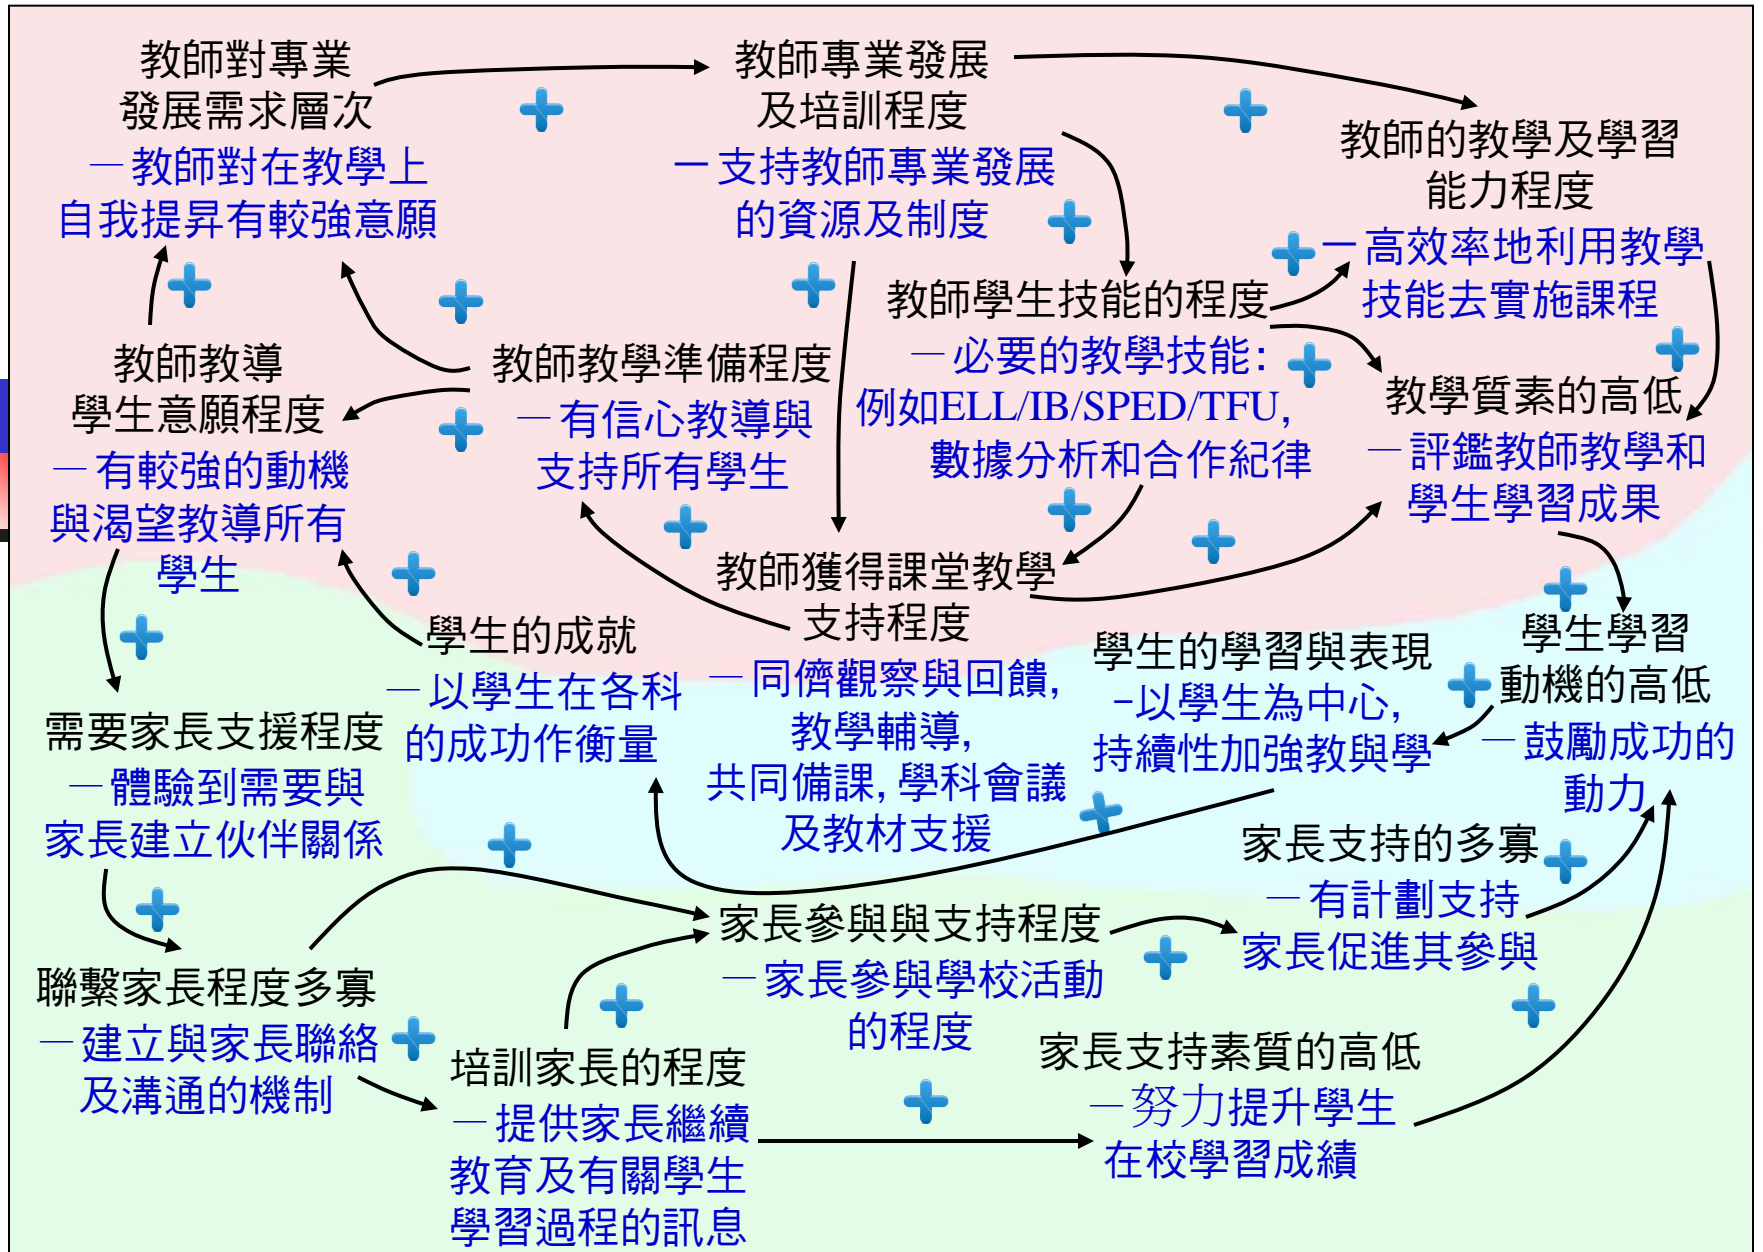 教師對專業
發展需求層次
─ 教師對在教學上
自我提昇有較強意願
教師專業發展
及培訓程度
─ 支持教師專業發展
的資源及制度
教師的教學及學習
能力程度
─ 高效率地利用教學
技能去實施課程
教師學生技能的程度
─ 必要的教學技能：
例如ELL/IB/SPED/TFU,
數據分析和合作紀律
教師教導
學生意願程度
─ 有較強的動機
與渴望教導所有
學生
教師教學準備程度
─ 有信心教導與
支持所有學生
教學質素的高低
─ 評鑑教師教學和
學生學習成果
教師獲得課堂教學
支持程度
─ 同儕觀察與回饋,
教學輔導,
共同備課, 學科會議
及教材支援
學生的成就
─ 以學生在各科
的成功作衡量
學生的學習與表現
-以學生為中心,
持續性加強教與學
學生學習
動機的高低
─ 鼓勵成功的
動力
需要家長支援程度
─ 體驗到需要與
家長建立伙伴關係
家長支持的多寡
─ 有計劃支持
家長促進其參與
家長參與與支持程度
─ 家長參與學校活動
的程度
聯繫家長程度多寡
─ 建立與家長聯絡
及溝通的機制
培訓家長的程度
─ 提供家長繼續
教育及有關學生
學習過程的訊息
家長支持素質的高低
─ 努力提升學生
在校學習成績